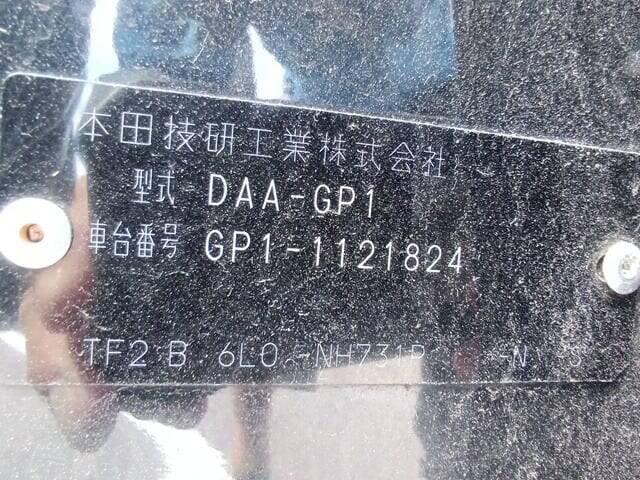 本田技研工業株式会社
型式 DAA-GP1
車台番号 GP1-1121824
TF2 B 6LO -NH731P -N